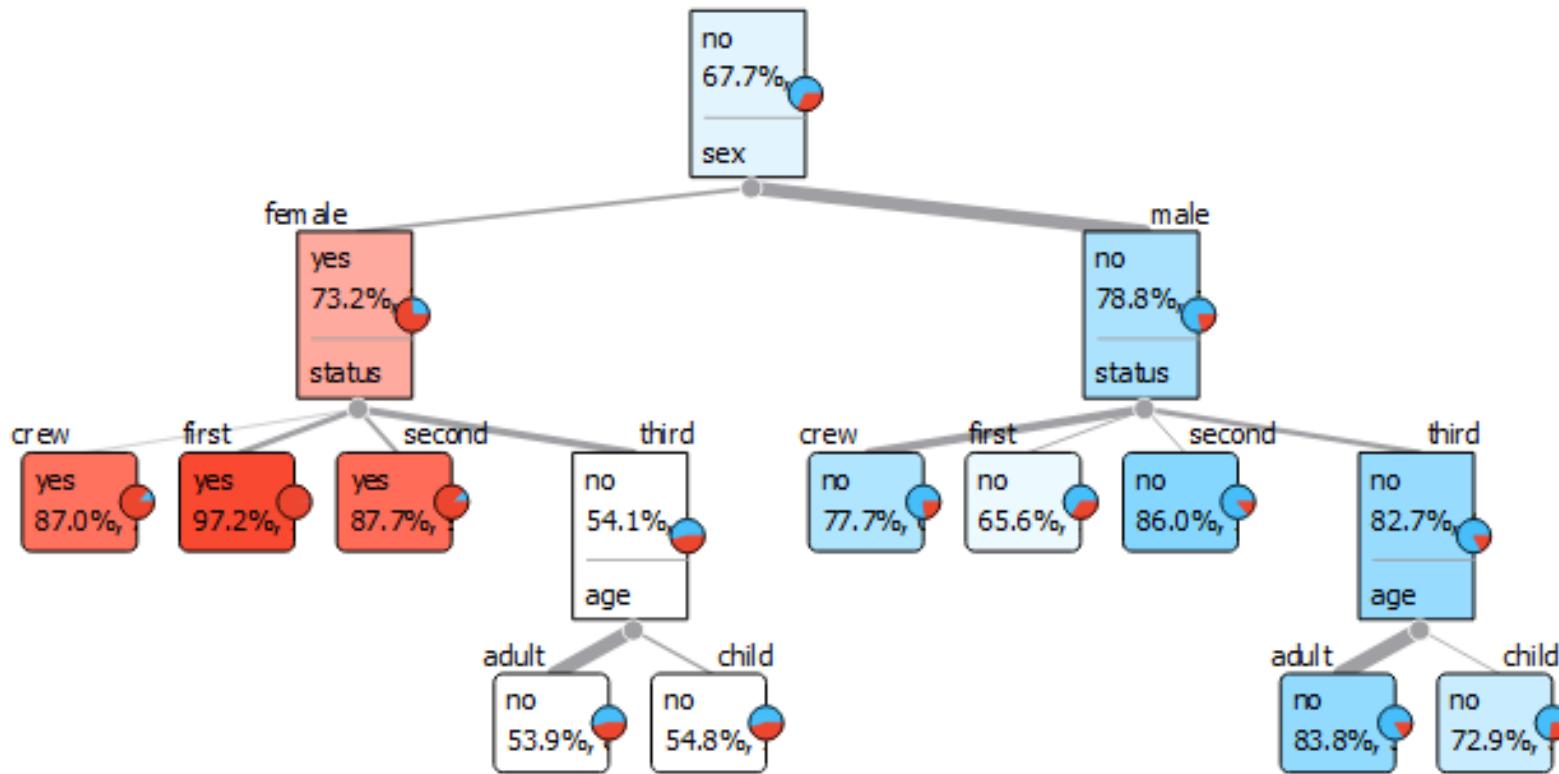 no
67.7%,
sex
female
male
yes
73.2%,
status
no
78.8%,
status
crew
first
second
third
crew
first
second
third
yes
87.0%,
yes
97.2%,
yes
87.7%,
no
54.1%,
age
no
77.7%,
no
65.6%,
no
86.0%,
no
82.7%,
age
adult
child
adult
child
no
53.9%,
no
54.8%,
no
83.8%,
no
72.9%,